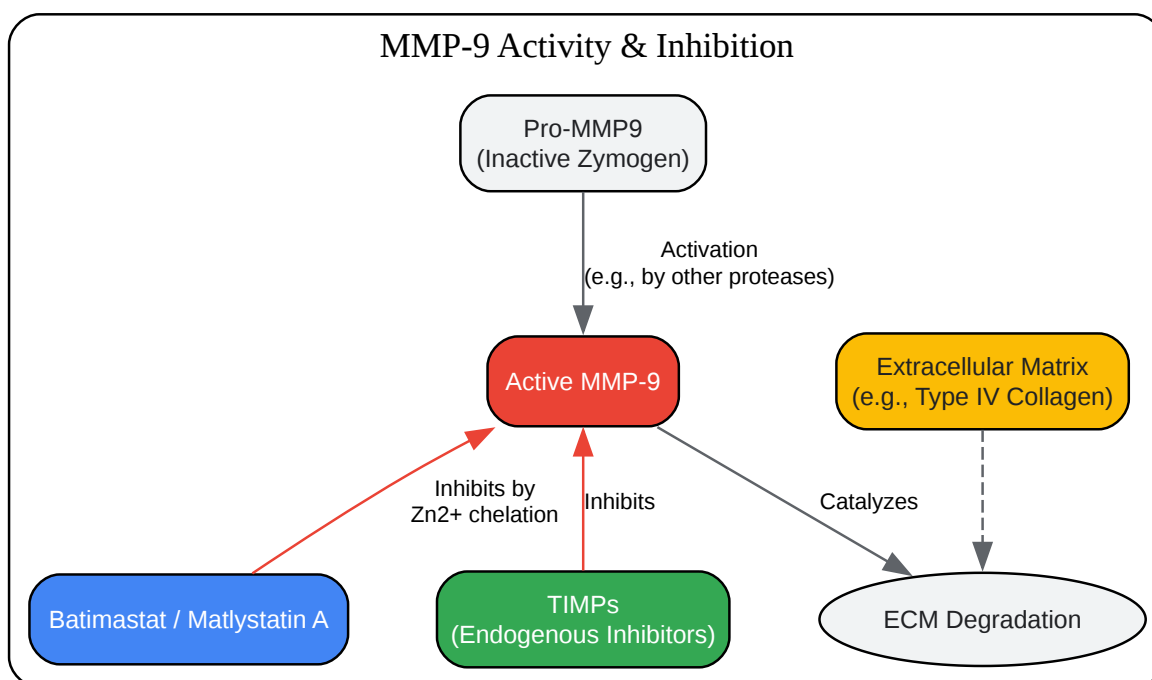 MMP-9 Activity & Inhibition
Pro-MMP9
(Inactive Zymogen)
Activation
(e.g., by other proteases)
Active MMP-9
Extracellular Matrix
(e.g., Type IV Collagen)
Inhibits by
Zn2+ chelation
Inhibits
Catalyzes
Batimastat / Matlystatin A
TIMPs
(Endogenous Inhibitors)
ECM Degradation